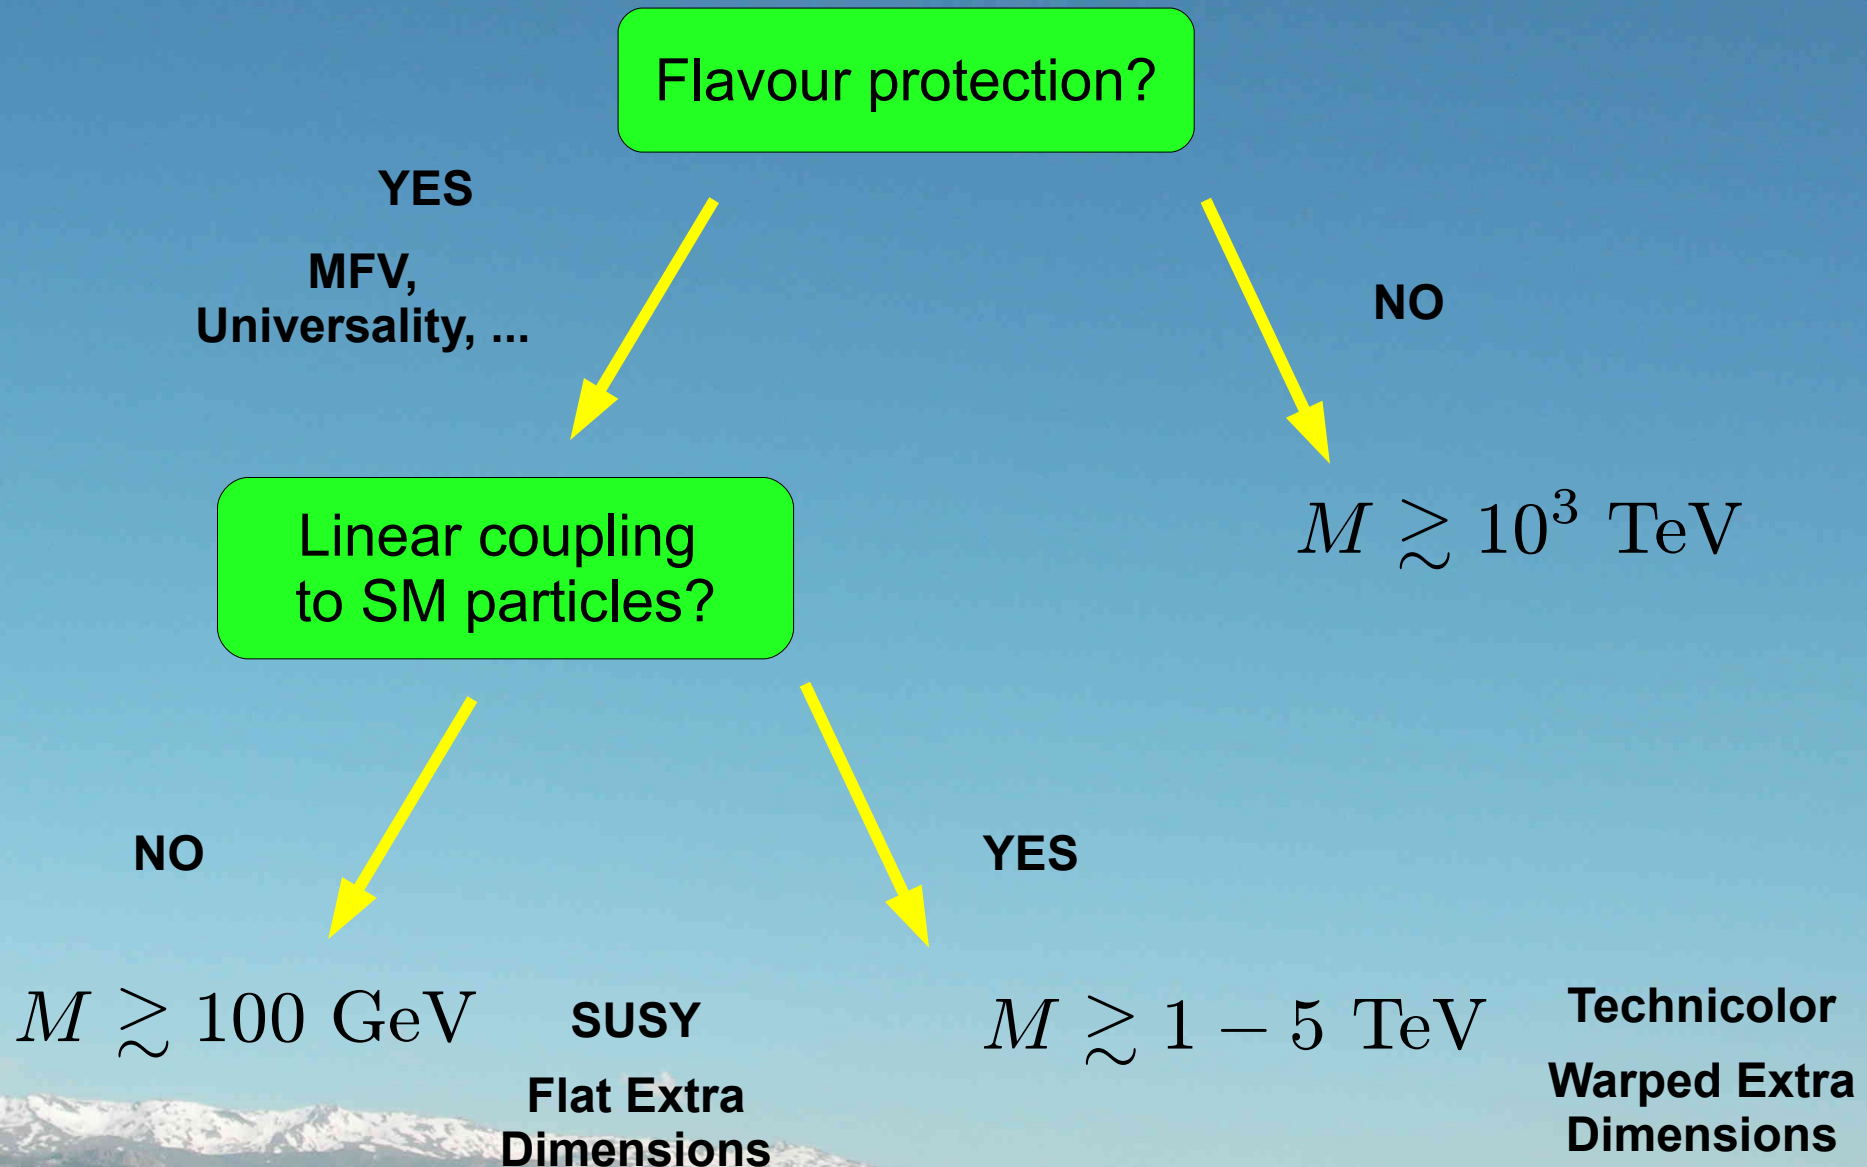 Flavour protection?
YES
MFV,
Universality, ...
NO
M ≳ 10³ TeV
Linear coupling
to SM particles?
NO
YES
M ≳ 100 GeV
SUSY
Flat Extra
Dimensions
M ≳ 1 − 5 TeV
Technicolor
Warped Extra
Dimensions